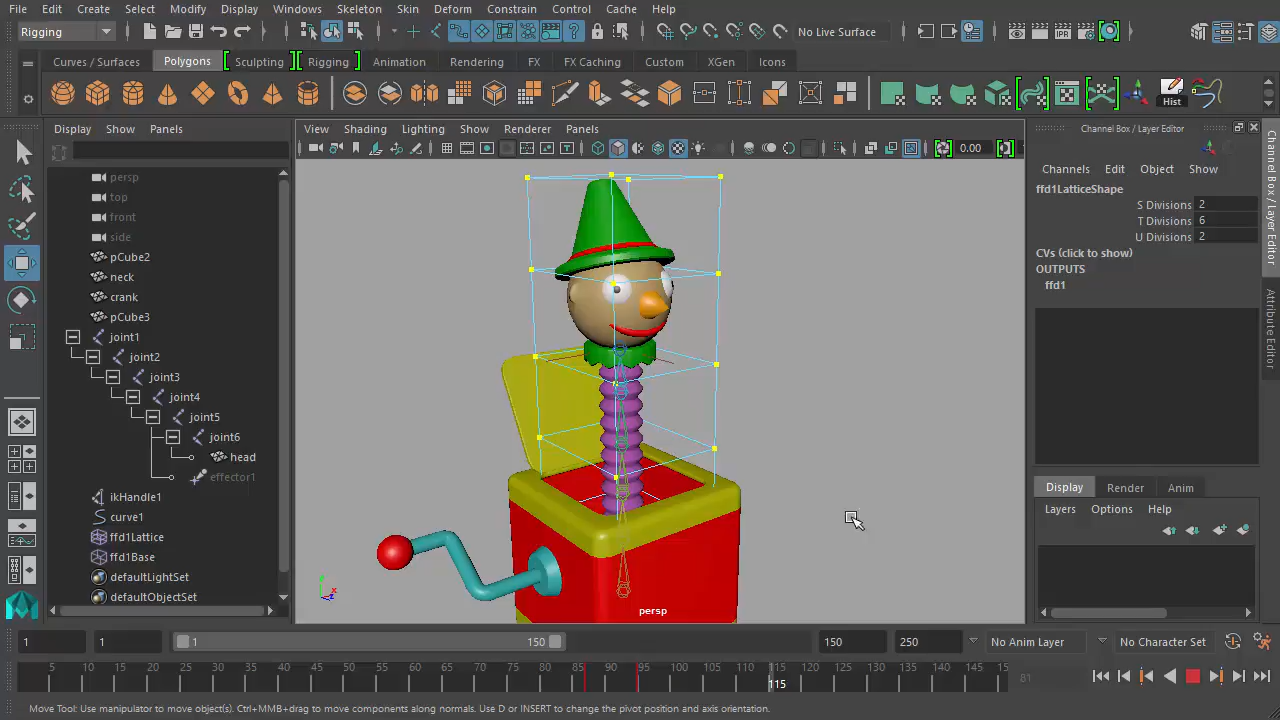 File Edit Create Select Modify Display Windows Skeleton Skin Deform Constrain Control Cache Help
Rigging No Live Surface
Curves / Surfaces Polygons Sculpting Rigging Animation Rendering FX FX Caching Custom XGen Icons
Hist
Display Show Panels
View Shading Lighting Show Renderer Panels
0.00
Channel Box / Layer Editor
Channels Edit Object Show
ffd1LatticeShape
S Divisions 2
T Divisions 6
U Divisions 2
CVs (click to show)
OUTPUTS
ffd1
Channel Box / Layer Editor
Attribute Editor
persp
top
front
side
pCube2
neck
crank
pCube3
joint1
joint2
joint3
joint4
joint5
joint6
head
effector1
ikHandle1
curve1
ffd1Lattice
ffd1Base
defaultLightSet
defaultObjectSet
persp
Display Render Anim
Layers Options Help
1 1 1 150 150 250 No Anim Layer No Character Set
5 10 15 20 25 30 35 40 45 50 55 60 65 70 75 80 85 90 95 100 105 110 115 120 125 130 135 140 145 15
81
Move Tool: Use manipulator to move object(s). Ctrl+MMB+drag to move components along normals. Use D or INSERT to change the pivot position and axis orientation.